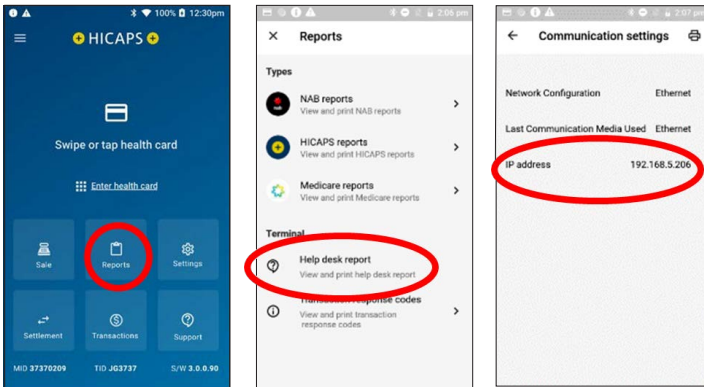 100% 12:30pm
HICAPS
Swipe or tap health card
Enter health card
Sale
Reports
Settings
Settlement
Transactions
Support
MID 37370209
TID JG3737
S/W 3.0.0.90
2:06 pm
Reports
Types
NAB reports
View and print NAB reports
HICAPS reports
View and print HICAPS reports
Medicare reports
View and print Medicare reports
Terminal
Help desk report
View and print help desk report
Transaction response codes
View and print transaction
response codes
2:07 pm
Communication settings
Network Configuration Ethernet
Last Communication Media Used Ethernet
IP address 192.168.5.206